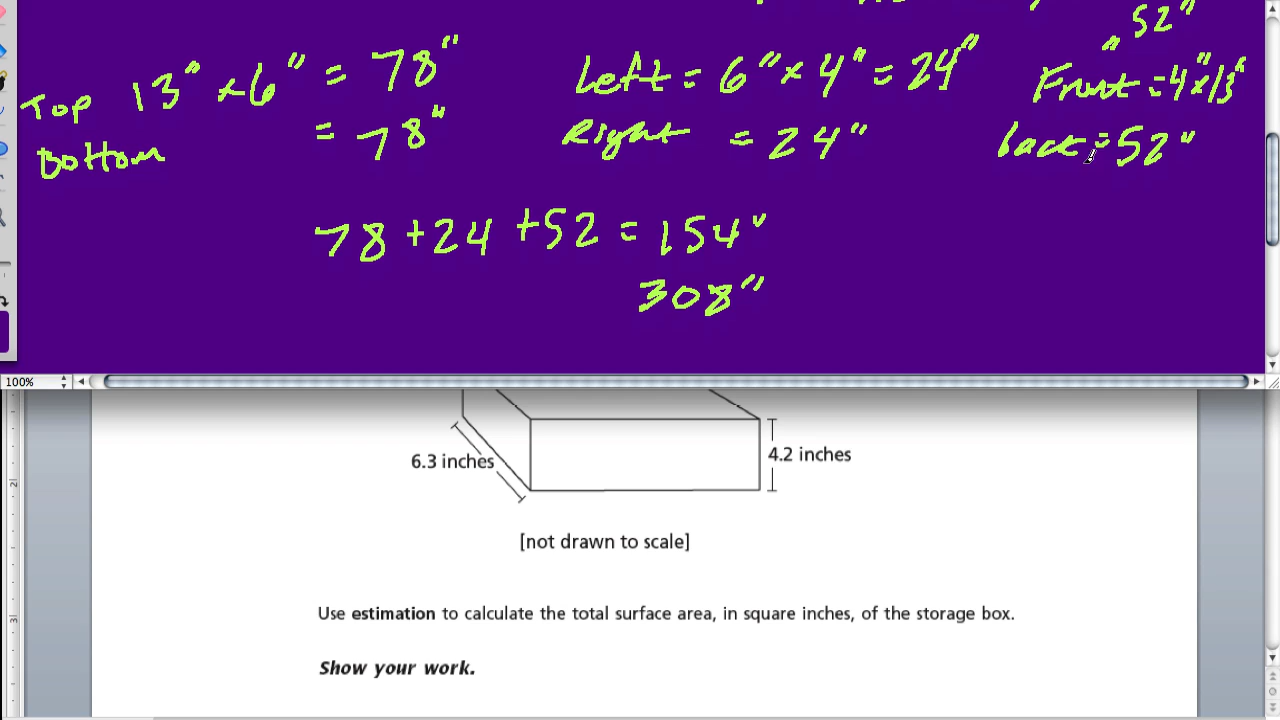 52"
Top 13" × 6" = 78"
Left = 6" × 4" = 24"
Front = 4" × 13"
Bottom = 78"
Right = 24"
back = 52"
78 + 24 + 52 = 154"
308"
100%
6.3 inches
4.2 inches
[not drawn to scale]
Use estimation to calculate the total surface area, in square inches, of the storage box.
Show your work.
2
3